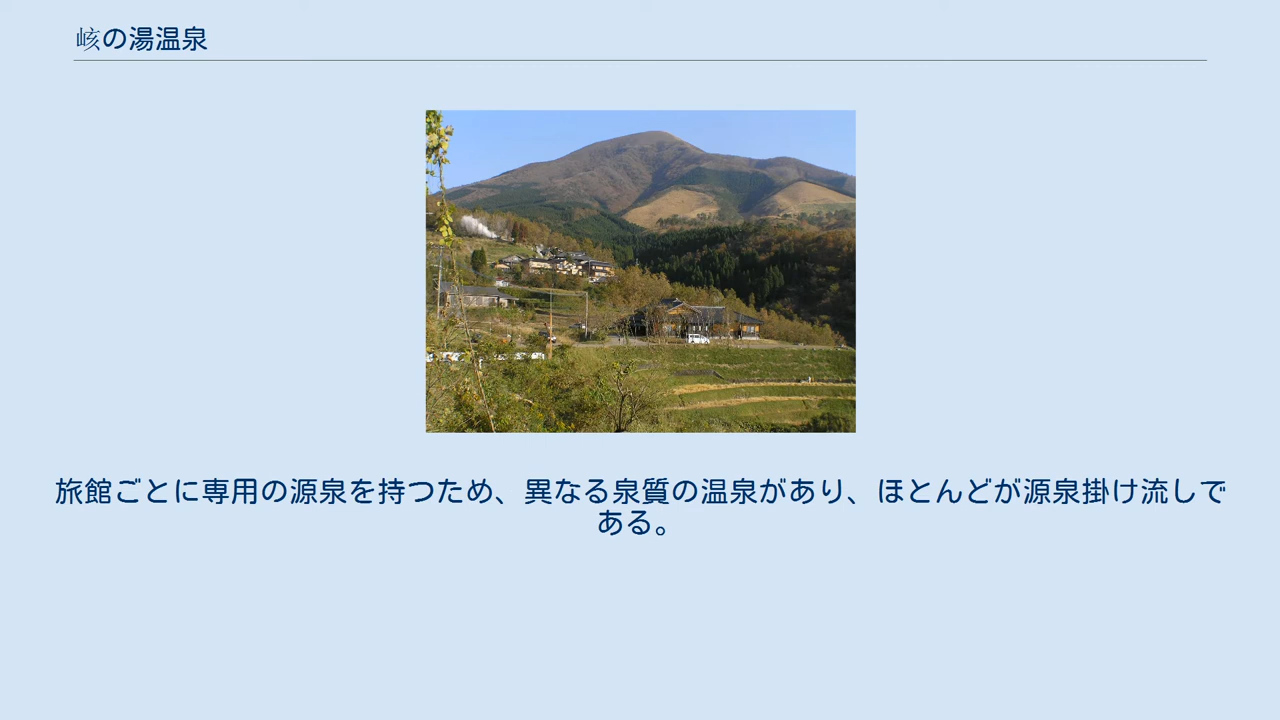 峐の湯温泉
旅館ごとに専用の源泉を持つため、異なる泉質の温泉があり、ほとんどが源泉掛け流しで
ある。